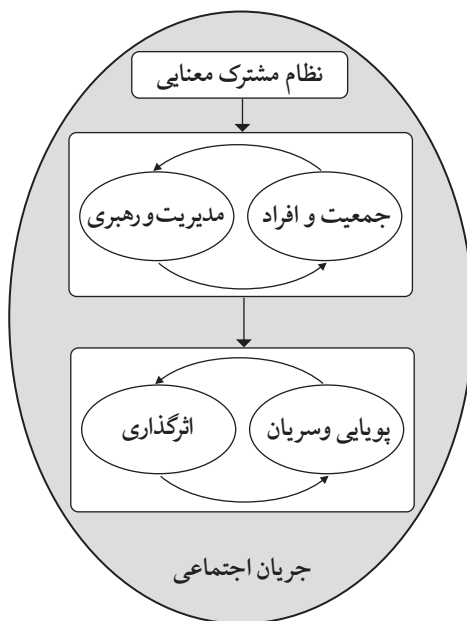 نظام مشترک معنایی
جمعیت و افراد
مدیریت و رهبری
پویایی و سریان
اثرگذاری
جریان اجتماعی